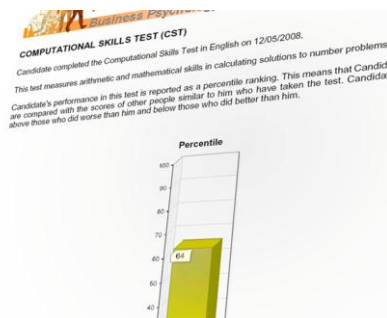 Business Psychology
COMPUTATIONAL SKILLS TEST (CST)
Candidate completed the Computational Skills Test in English on 12/05/2008.
This test measures arithmetic and mathematical skills in calculating solutions to number problems
Candidate's performance in this test is reported as a percentile ranking. This means that Candid
are compared with the scores of other people similar to him who have taken the test. Candida
above those who did worse than him and below those who did better than him.
Percentile
100
90
80
70
64
60
50
40